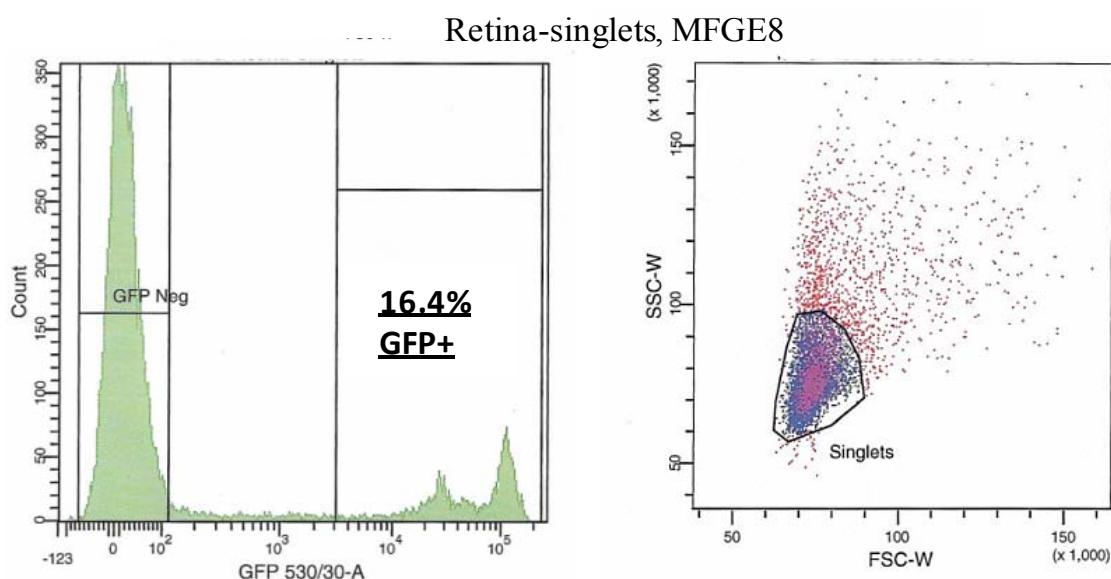 Retina-singlets, MFGE8
350
300
250
200
150
100
50
0
Count
GFP Neg
16.4%
GFP+
-123
0
10²
10³
10⁴
10⁵
GFP 530/30-A
(x 1,000)
150
100
50
SSC-W
Singlets
50
100
150
FSC-W
(x 1,000)